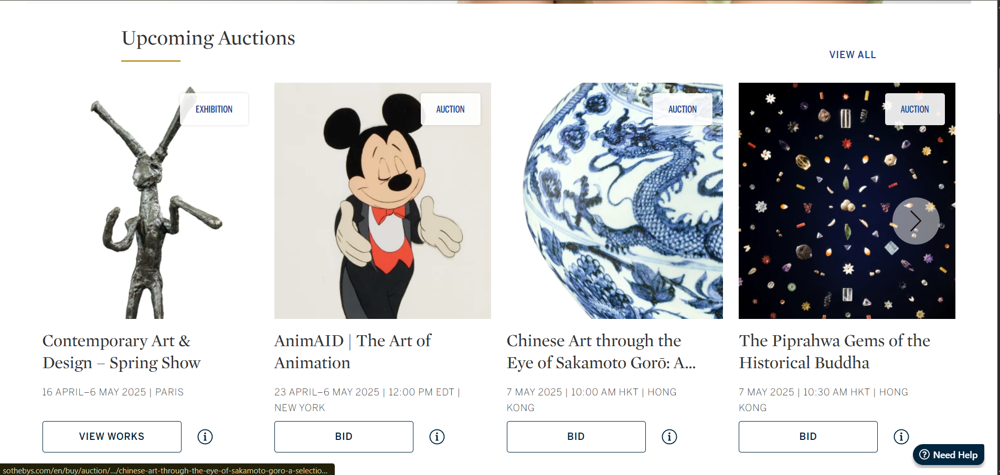 Upcoming Auctions
VIEW ALL
EXHIBITION
AUCTION
AUCTION
AUCTION
Contemporary Art &
Design – Spring Show
16 APRIL–6 MAY 2025 | PARIS
VIEW WORKS
AnimAID | The Art of
Animation
23 APRIL–6 MAY 2025 | 12:00 PM EDT |
NEW YORK
BID
Chinese Art through the
Eye of Sakamoto Gorō: A...
7 MAY 2025 | 10:00 AM HKT | HONG
KONG
BID
The Piprahwa Gems of the
Historical Buddha
7 MAY 2025 | 10:30 AM HKT | HONG
KONG
BID
Need Help
sothebys.com/en/buy/auction/.../chinese-art-through-the-eye-of-sakamoto-goro-a-selectio...